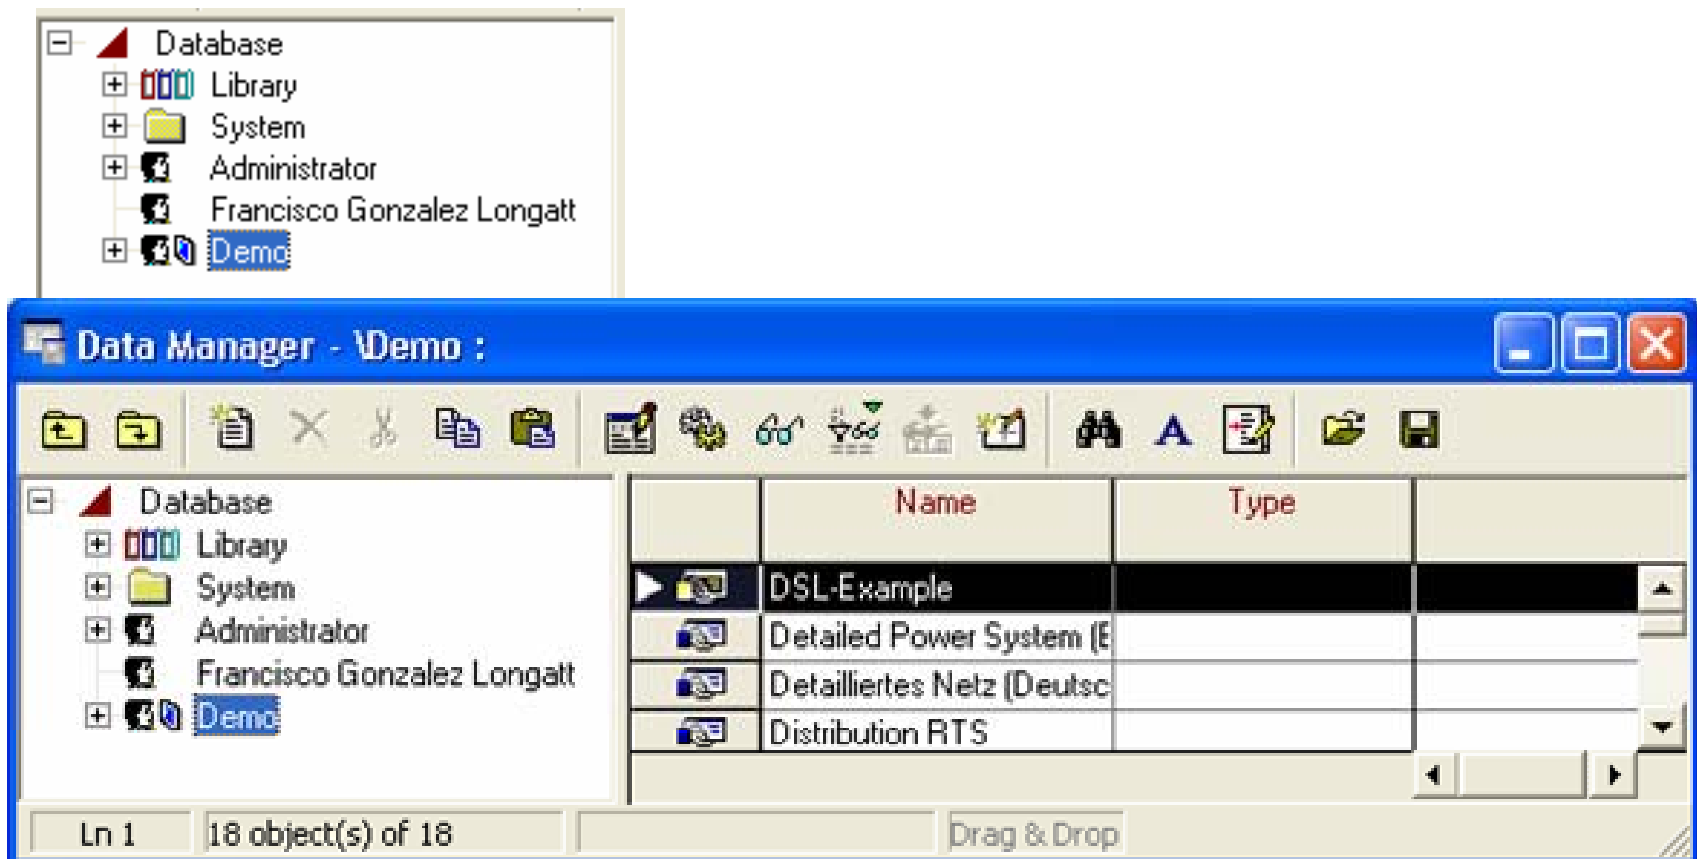 Database
Library
System
Administrator
Francisco Gonzalez Longatt
Demo
Data Manager - \Demo :
Database
Library
System
Administrator
Francisco Gonzalez Longatt
Demo
Name Type
DSL-Example
Detailed Power System (E
Detailliertes Netz (Deutsc
Distribution RTS
Ln 1 18 object(s) of 18 Drag & Drop